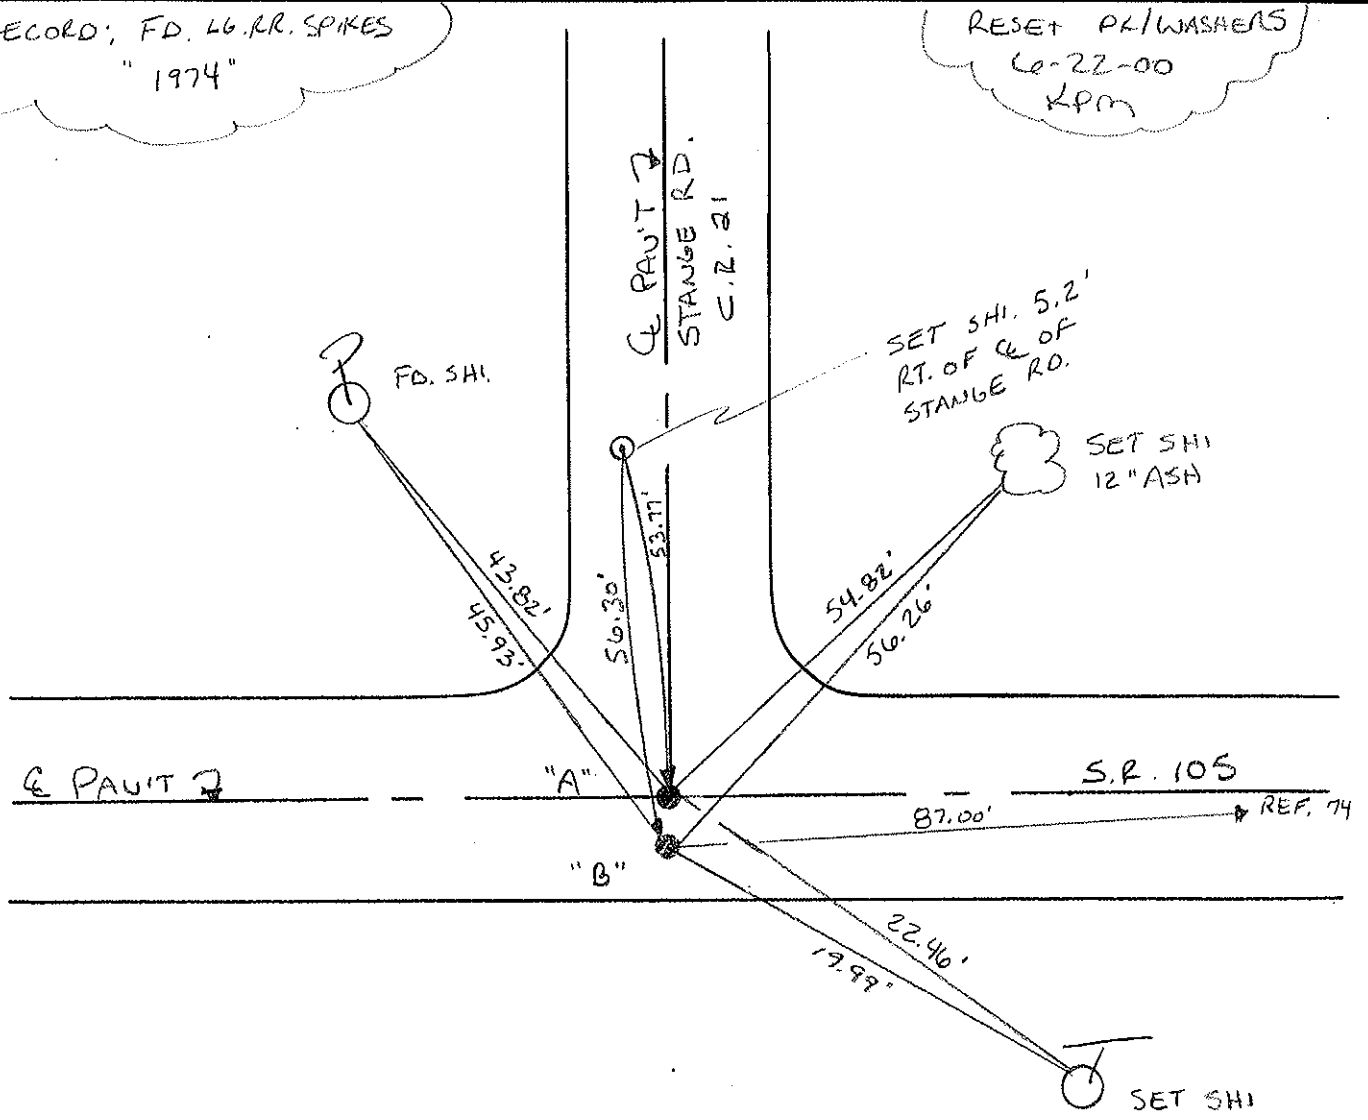 ECORD; FD. LG. RR. SPIKES
"1974"
RESET PK/WASHERS
6-22-00
KPM
℄ PAV'T
STANGE RD.
C.R. 21
SET SHI. 5.2'
RT. OF ℄ OF
STANGE RD.
FD. SHI.
SET SHI
12" ASH
43.82'
45.93'
56.30'
53.77'
54.82'
56.26'
℄ PAV'T
"A"
S.R. 105
87.00'
REF. 74
"B"
22.46'
19.99'
SET SHI